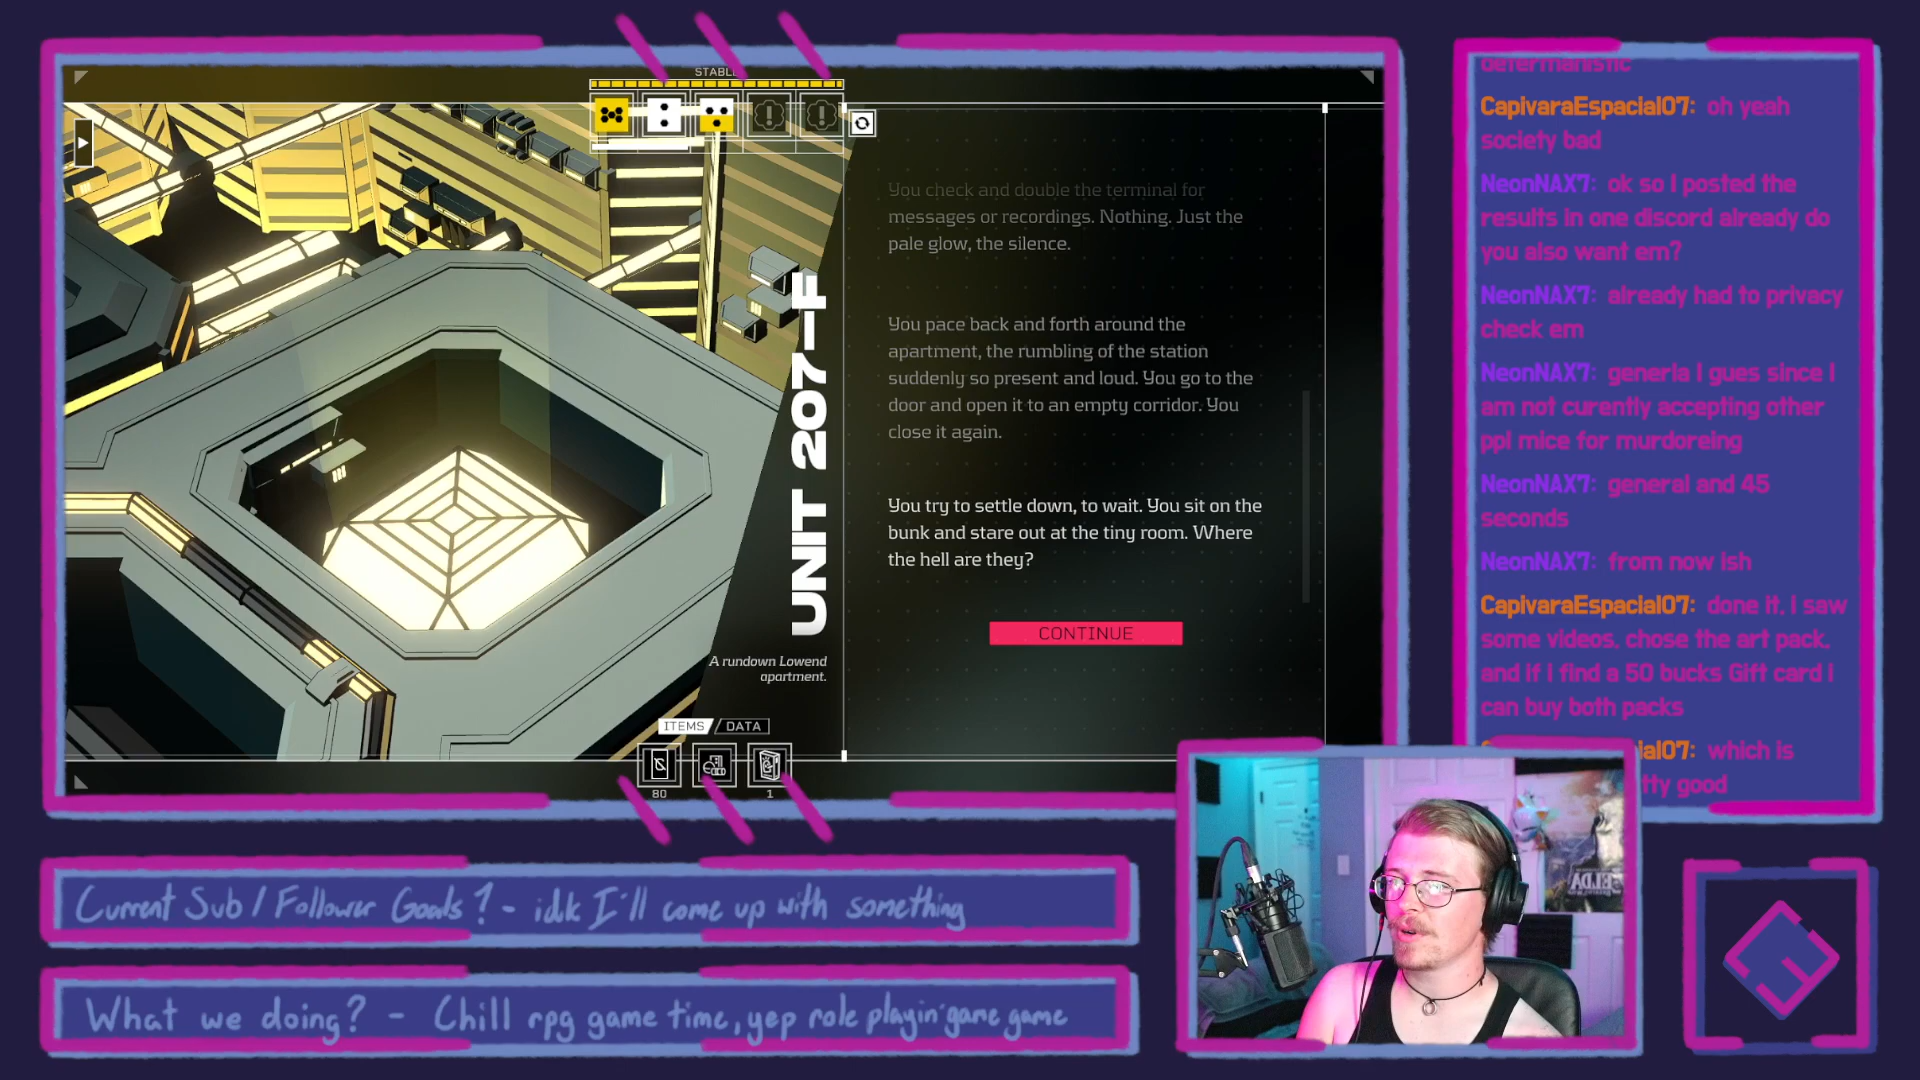 STABLE
You check and double the terminal for
messages or recordings. Nothing. Just the
pale glow, the silence.
You pace back and forth around the
apartment, the rumbling of the station
suddenly so present and loud. You go to the
door and open it to an empty corridor. You
close it again.
You try to settle down, to wait. You sit on the
bunk and stare out at the tiny room. Where
the hell are they?
CONTINUE
UNIT 207-F
A rundown Lowend
apartment.
ITEMS / DATA
80
1
determanistic
CapivaraEspacial07: oh yeah
society bad
NeonNAX7: ok so I posted the
results in one discord already do
you also want em?
NeonNAX7: already had to privacy
check em
NeonNAX7: generla I gues since I
am not curently accepting other
ppl mice for murdoreing
NeonNAX7: general and 45
seconds
NeonNAX7: from now ish
CapivaraEspacial07: done it, I saw
some videos, chose the art pack,
and if I find a 50 bucks Gift card I
can buy both packs
ial07: which is
tty good
ZELDA
Current Sub / Follower Goals? - idk I'll come up with something
What we doing? - Chill rpg game time, yep role playin' game game